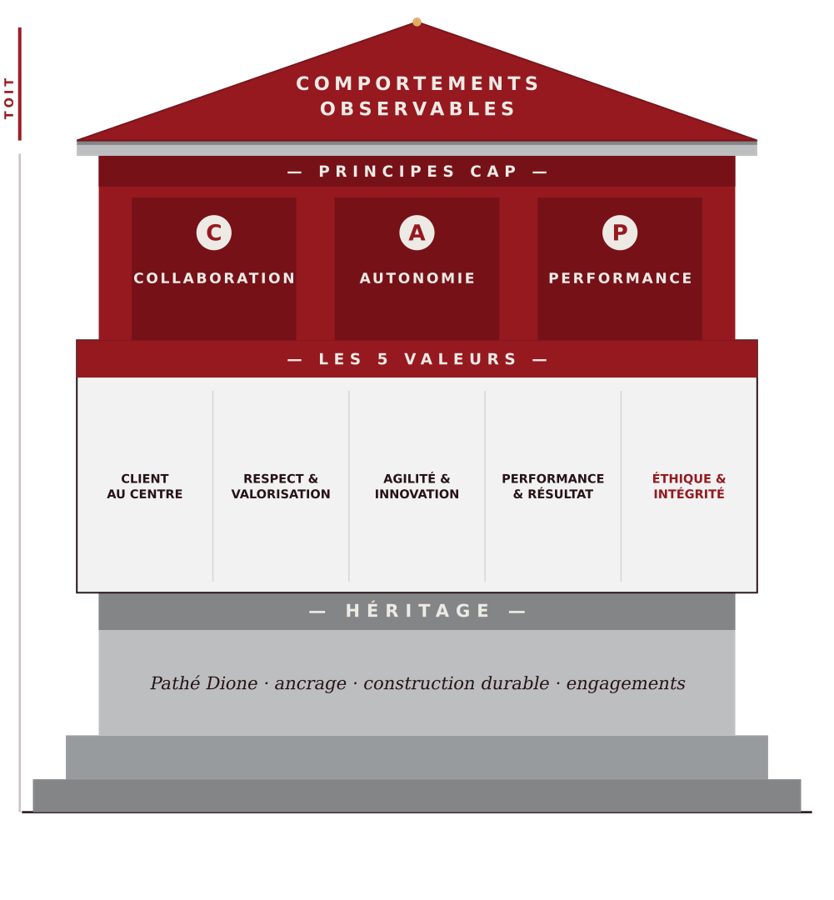 TOIT
COMPORTEMENTS
OBSERVABLES
— PRINCIPES CAP —
C
A
P
COLLABORATION
AUTONOMIE
PERFORMANCE
— LES 5 VALEURS —
CLIENT
AU CENTRE
RESPECT &
VALORISATION
AGILITÉ &
INNOVATION
PERFORMANCE
& RÉSULTAT
ÉTHIQUE &
INTÉGRITÉ
— HÉRITAGE —
Pathé Dione · ancrage · construction durable · engagements